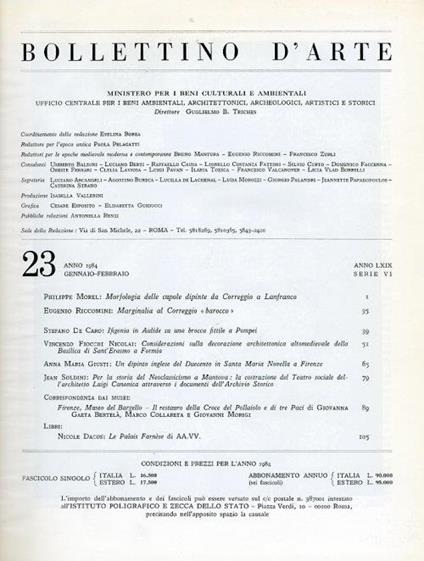 BOLLETTINO D'ARTE
MINISTERO PER I BENI CULTURALI E AMBIENTALI
UFFICIO CENTRALE PER I BENI AMBIENTALI, ARCHITETTONICI, ARCHEOLOGICI, ARTISTICI E STORICI
Direttore GUGLIELMO B. TRICHES
Coordinamento della redazione EVELINA BOREA
Redattori per l'epoca antica PAOLA PELAGATTI
Redattori per le epoche medievale moderna e contemporanea BRUNO MANTURA – EUGENIO RICCOMINI – FRANCESCO ZURLI
Consulenti UMBERTO BALDINI – LUCIANO BERTI – RAFFAELLO CAUSA – LIONELLO COSTANZA FATTORI – SILVIO CURTO – DOMENICO FACCENNA –
ORESTE FERRARI – CLELIA LAVIOSA – LUIGI PAVAN – ILARIA TOESCA – FRANCESCO VALCANOVER – LICIA VLAD BORRELLI
Segreteria LUCIANO ARCANGELI – AGOSTINO BURECA – LUCILLA DE LACHENAL – LUISA MOROZZI – GIORGIO PALANDRI – JEANNETTE PAPADOPOULOS–
CATERINA STRANO
Produzione ISABELLA VALLERINI
Grafica CESARE ESPOSITO – ELISABETTA GUIDUCCI
Pubbliche relazioni ANTONELLA RENZI
Sede della Redazione: Via di San Michele, 22 – ROMA – Tel. 5818289, 5810365, 5843-2410
23 ANNO 1984 ANNO LXIX
GENNAIO-FEBBRAIO SERIE VI
PHILIPPE MOREL: Morfologia delle cupole dipinte da Correggio a Lanfranco 1
EUGENIO RICCOMINI: Marginalia al Correggio « barocco » 35
STEFANO DE CARO: Ifigenia in Aulide su una brocca fittile a Pompei 39
VINCENZO FIOCCHI NICOLAI: Considerazioni sulla decorazione architettonica altomedievale della 51
Basilica di Sant'Erasmo a Formia
ANNA MARIA GIUSTI: Un dipinto inglese del Duecento in Santa Maria Novella a Firenze 65
JEAN SOLDINI: Per la storia del Neoclassicismo a Mantova: la costruzione del Teatro sociale del- 79
l'architetto Luigi Canonica attraverso i documenti dell'Archivio Storico
CORRISPONDENZA DAI MUSEI:
Firenze, Museo del Bargello – Il restauro della Croce del Pollaiolo e di tre Paci di GIOVANNA 89
GAETA BERTELÀ, MARCO COLLARETA e GIOVANNI MORIGI
LIBRI:
NICOLE DACOS: Le Palais Farnèse di AA.VV. 105
CONDIZIONI E PREZZI PER L'ANNO 1984
FASCICOLO SINGOLO { ITALIA L. 16.500 ABBONAMENTO ANNUO { ITALIA L. 90.000
ESTERO L. 17.500 (sei fascicoli) ESTERO L. 95.000
L'importo dell'abbonamento e dei fascicoli può essere versato sul c/c postale n. 387001 intestato
all'ISTITUTO POLIGRAFICO E ZECCA DELLO STATO – Piazza Verdi, 10 – 00100 Roma,
precisando nell'apposito spazio la causale